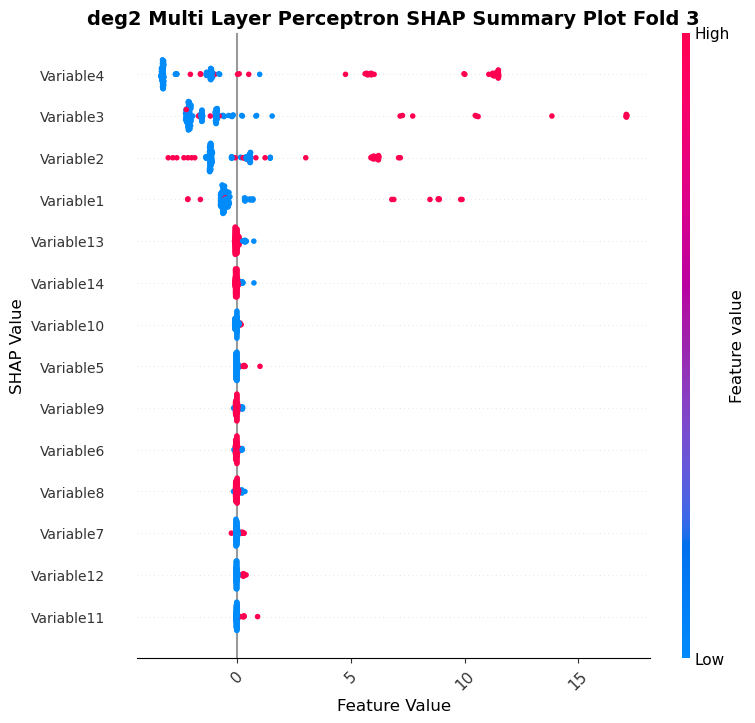 deg2 Multi Layer Perceptron SHAP Summary Plot Fold 3
High
Variable4
Variable3
Variable2
Variable1
Variable13
Variable14
Variable10
Variable5
Variable9
Variable6
Variable8
Variable7
Variable12
Variable11
SHAP Value
Feature value
Low
0
5
10
15
Feature Value